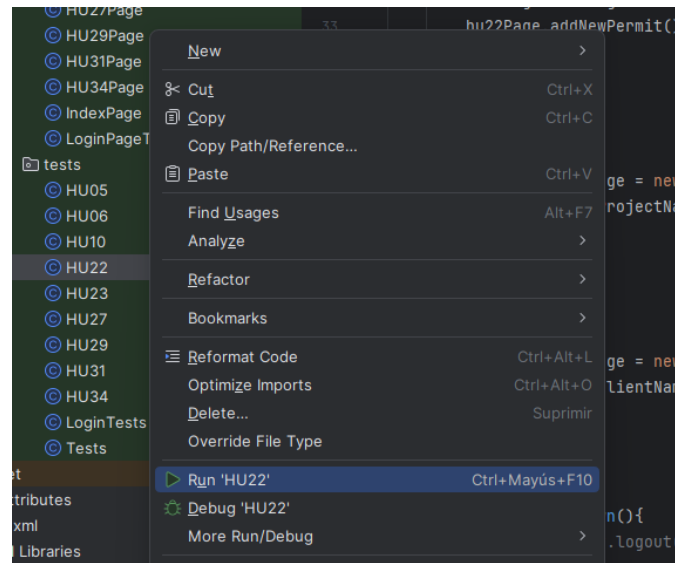 HU27Page
HU29Page
HU31Page
HU34Page
IndexPage
LoginPageT
tests
HU05
HU06
HU10
HU22
HU23
HU27
HU29
HU31
HU34
LoginTests
Tests
et
ttributes
xml
Libraries
New
Cut Ctrl+X
Copy Ctrl+C
Copy Path/Reference...
Paste Ctrl+V
Find Usages Alt+F7
Analyze
Refactor
Bookmarks
Reformat Code Ctrl+Alt+L
Optimize Imports Ctrl+Alt+O
Delete... Suprimir
Override File Type
Run 'HU22' Ctrl+Mayús+F10
Debug 'HU22'
More Run/Debug
33 hu22Page.addNewPermit()
ge = new
rojectNa
ge = new
lientNam
n(){
.logout(